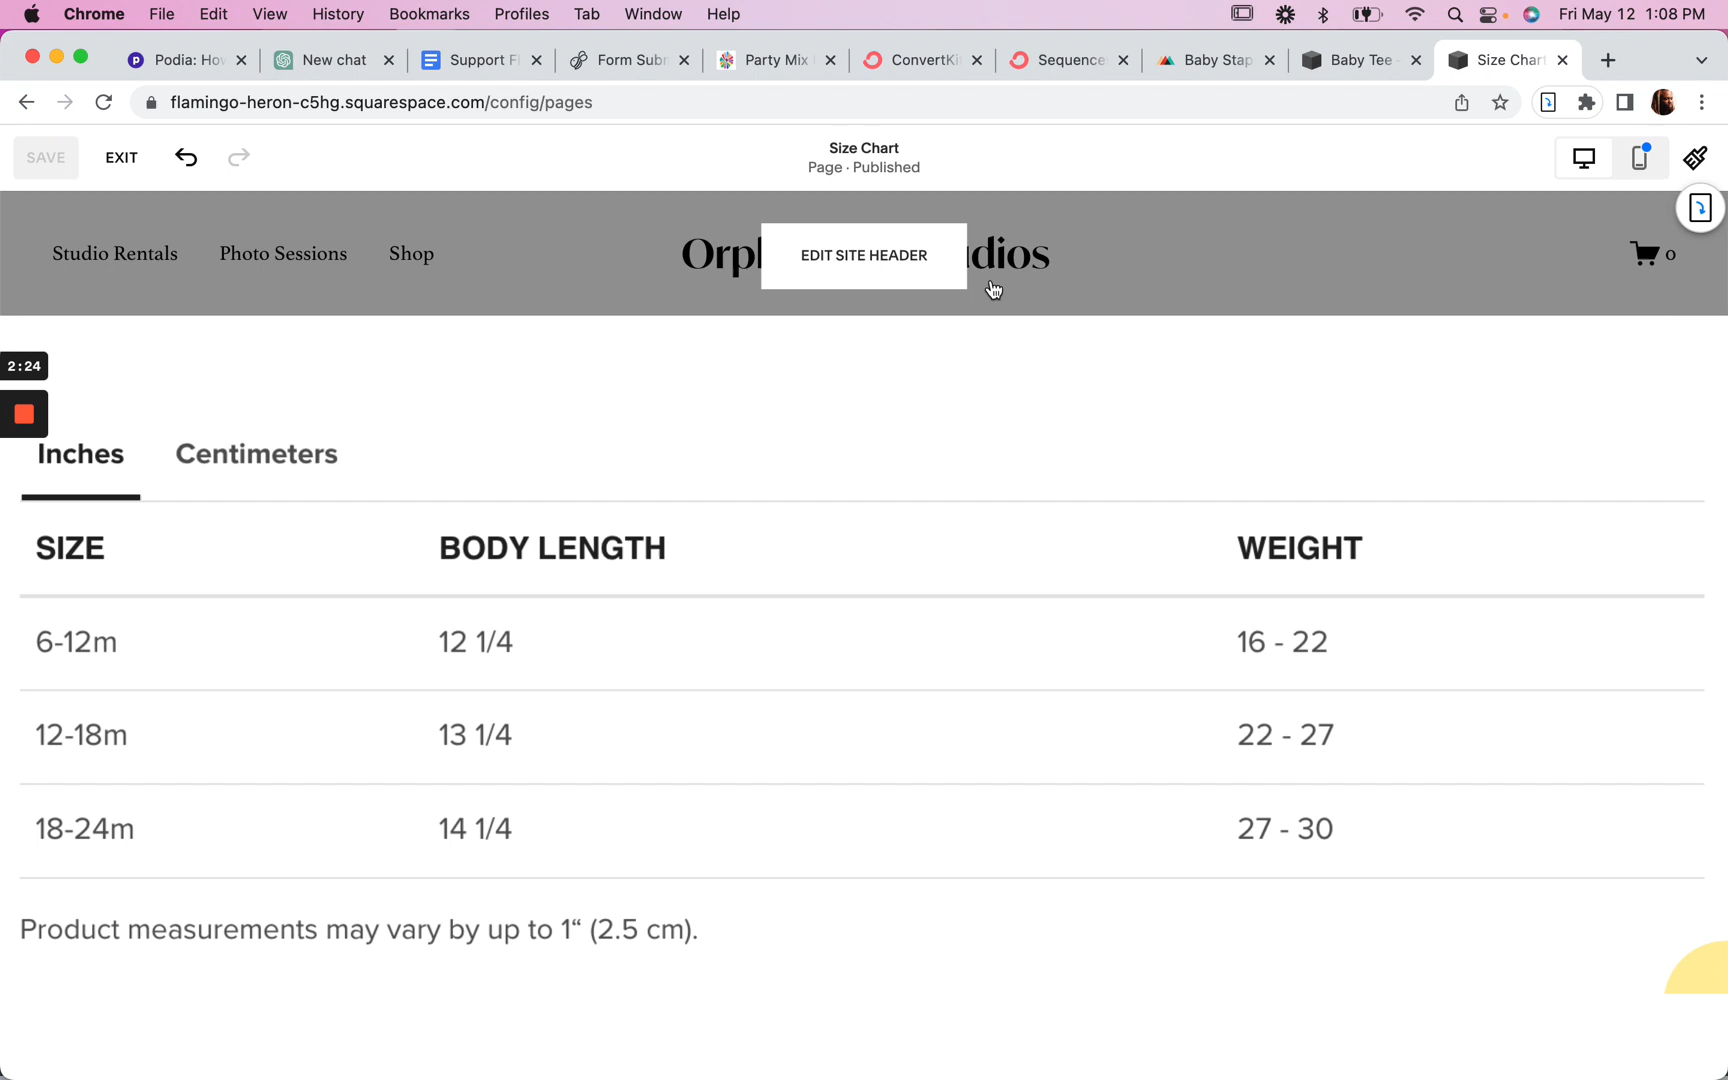 Chrome File Edit View History Bookmarks Profiles Tab Window Help Fri May 12 1:08 PM
Podia: How New chat Support F Form Subm Party Mix ConvertKi Sequence Baby Stap Baby Tee - Size Chart
flamingo-heron-c5hg.squarespace.com/config/pages
SAVE EXIT Size Chart
Page · Published
Studio Rentals Photo Sessions Shop Orp EDIT SITE HEADER dios 0
2:24
Inches Centimeters
SIZE BODY LENGTH WEIGHT
6-12m 12 1/4 16 - 22
12-18m 13 1/4 22 - 27
18-24m 14 1/4 27 - 30
Product measurements may vary by up to 1“ (2.5 cm).